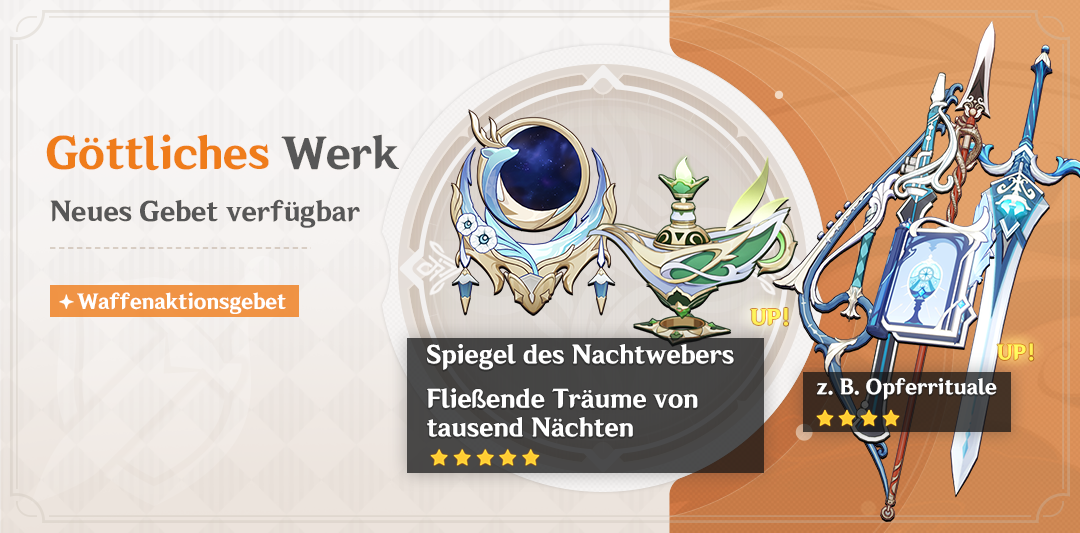 Göttliches Werk
Neues Gebet verfügbar
Waffenaktionsgebet
UP!
Spiegel des Nachtwebers
Fließende Träume von
tausend Nächten
UP!
z. B. Opferrituale